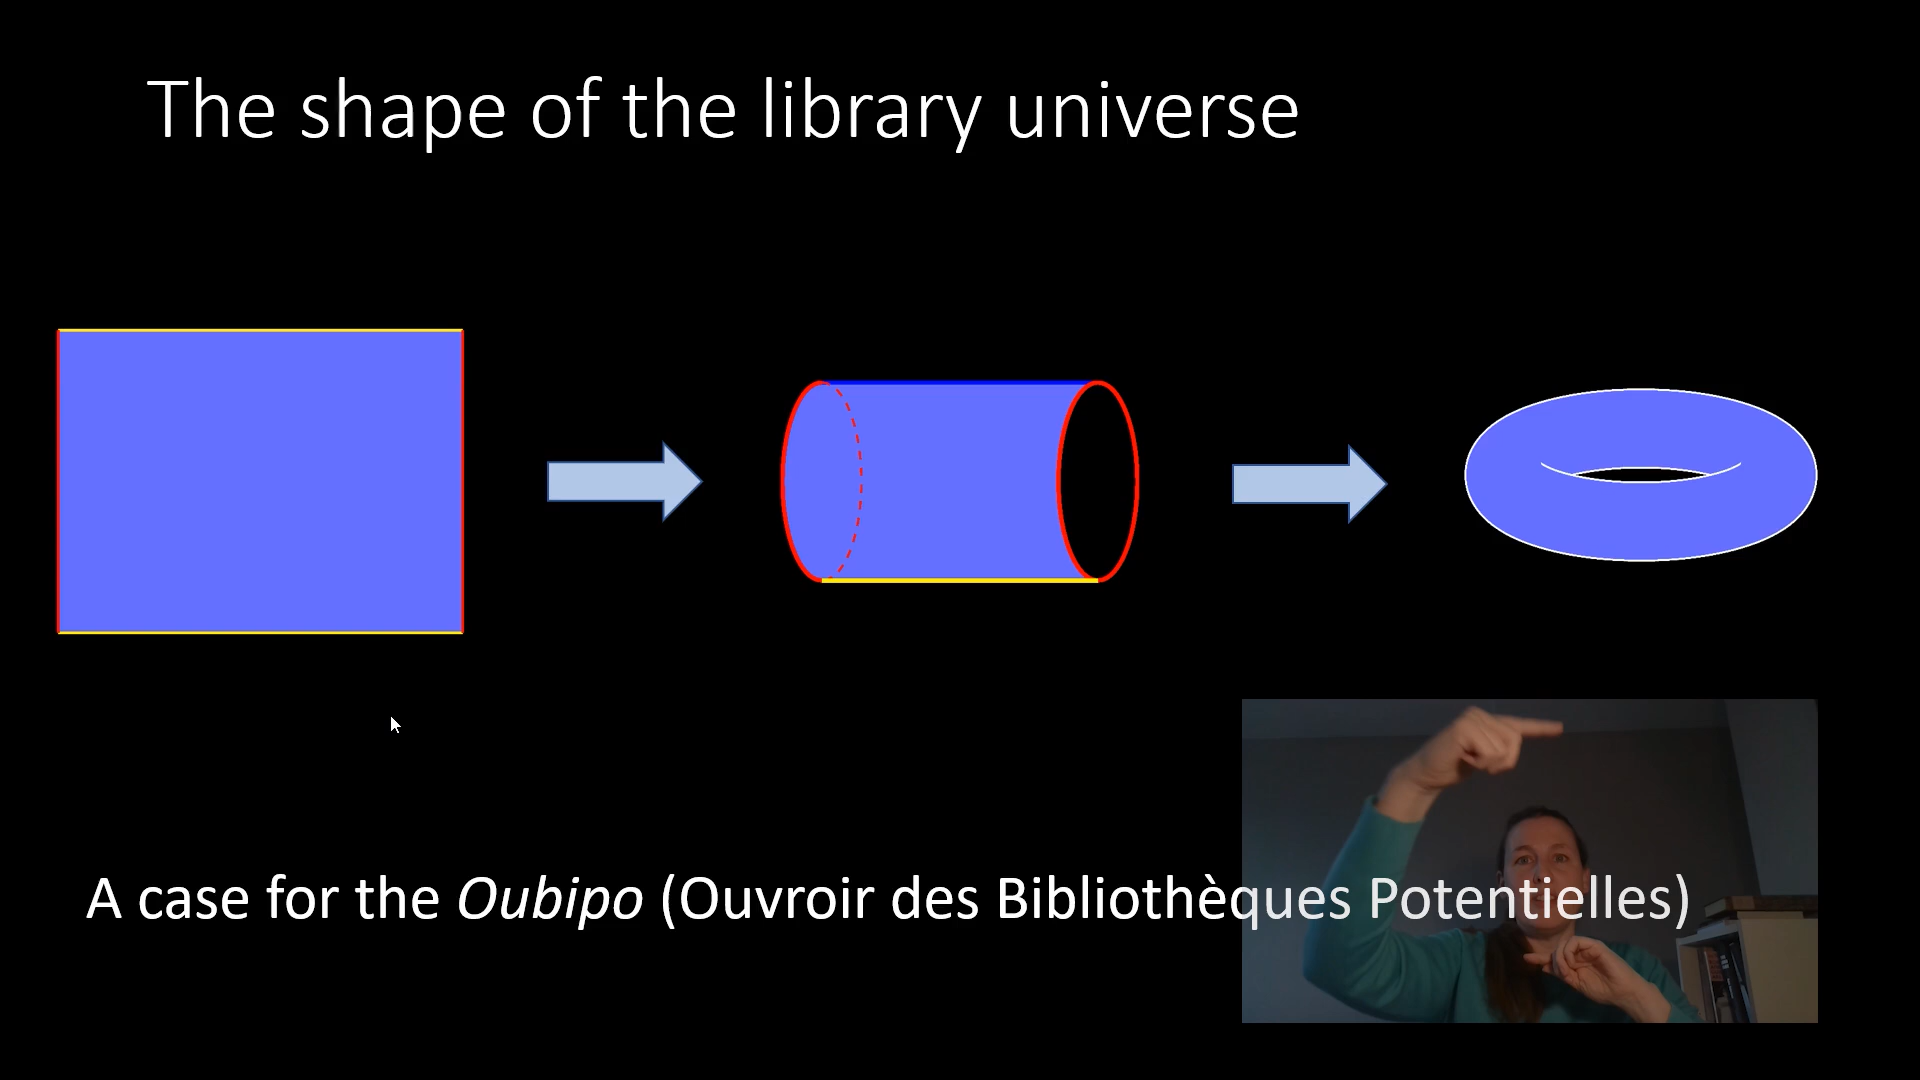 The shape of the library universe
A case for the Oubipo (Ouvroir des Bibliothèques Potentielles)